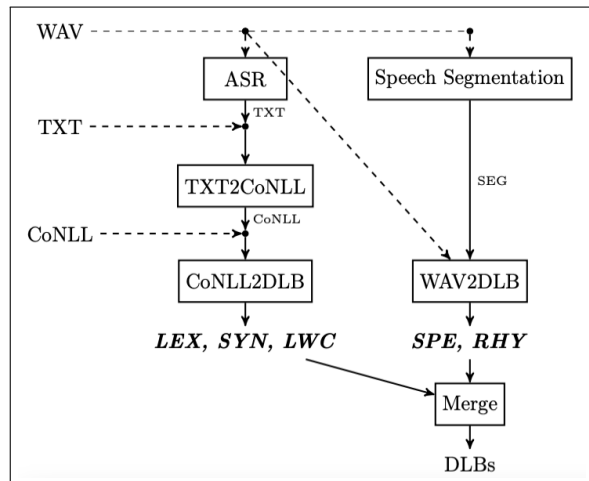 WAV
ASR
Speech Segmentation
TXT
TXT
TXT2CoNLL
SEG
CoNLL
CoNLL
CoNLL2DLB
WAV2DLB
LEX, SYN, LWC
SPE, RHY
Merge
DLBs